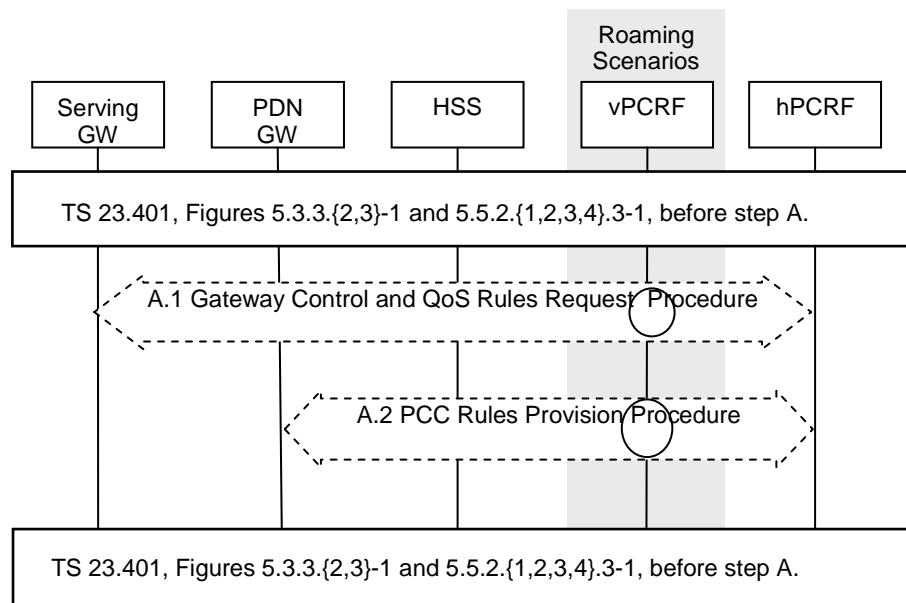 Roaming
Scenarios
Serving
GW
PDN
GW
HSS
vPCRF
hPCRF
TS 23.401, Figures 5.3.3.{2,3}-1 and 5.5.2.{1,2,3,4}.3-1, before step A.
A.1 Gateway Control and QoS Rules Request Procedure
A.2 PCC Rules Provision Procedure
TS 23.401, Figures 5.3.3.{2,3}-1 and 5.5.2.{1,2,3,4}.3-1, before step A.